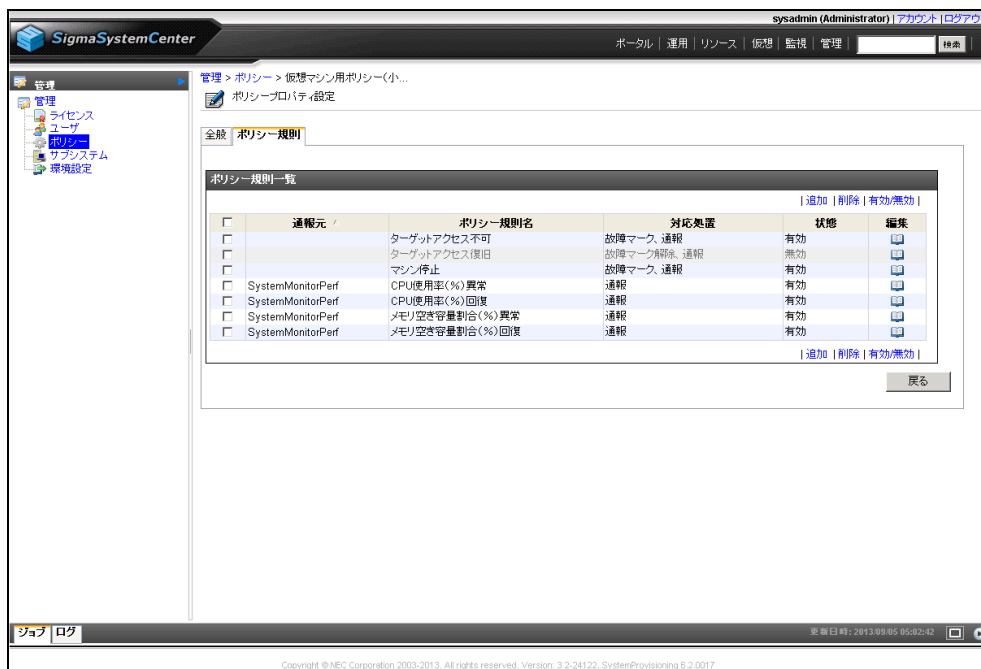 sysadmin (Administrator) | アカウント | ログアウ
SigmaSystemCenter
ポータル | 運用 | リソース | 仮想 | 監視 | 管理 | 検索
管理
管理
ライセンス
ユーザ
ポリシー
サブシステム
環境設定
管理 > ポリシー > 仮想マシン用ポリシー(小...
ポリシープロパティ設定
全般 ポリシー規則
ポリシー規則一覧
| 追加 | 削除 | 有効/無効 |
通報元 ポリシー規則名 対応処置 状態 編集
ターゲットアクセス不可 故障マーク、通報 有効
ターゲットアクセス復旧 故障マーク解除、通報 無効
マシン停止 故障マーク、通報 有効
SystemMonitorPerf CPU使用率(%)異常 通報 有効
SystemMonitorPerf CPU使用率(%)回復 通報 有効
SystemMonitorPerf メモリ空き容量割合(%)異常 通報 有効
SystemMonitorPerf メモリ空き容量割合(%)回復 通報 有効
| 追加 | 削除 | 有効/無効 |
戻る
ジョブ ログ
更新日時: 2013/09/05 05:02:42
Copyright © NEC Corporation 2003-2013. All rights reserved. Version: 3.2-24122, SystemProvisioning 6.2.0017